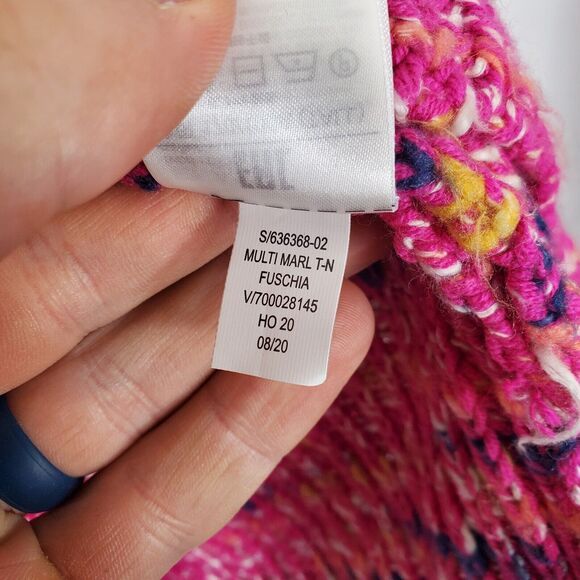 S/636368-02
MULTI MARL T-N
FUSCHIA
V/700028145
HO 20
08/20